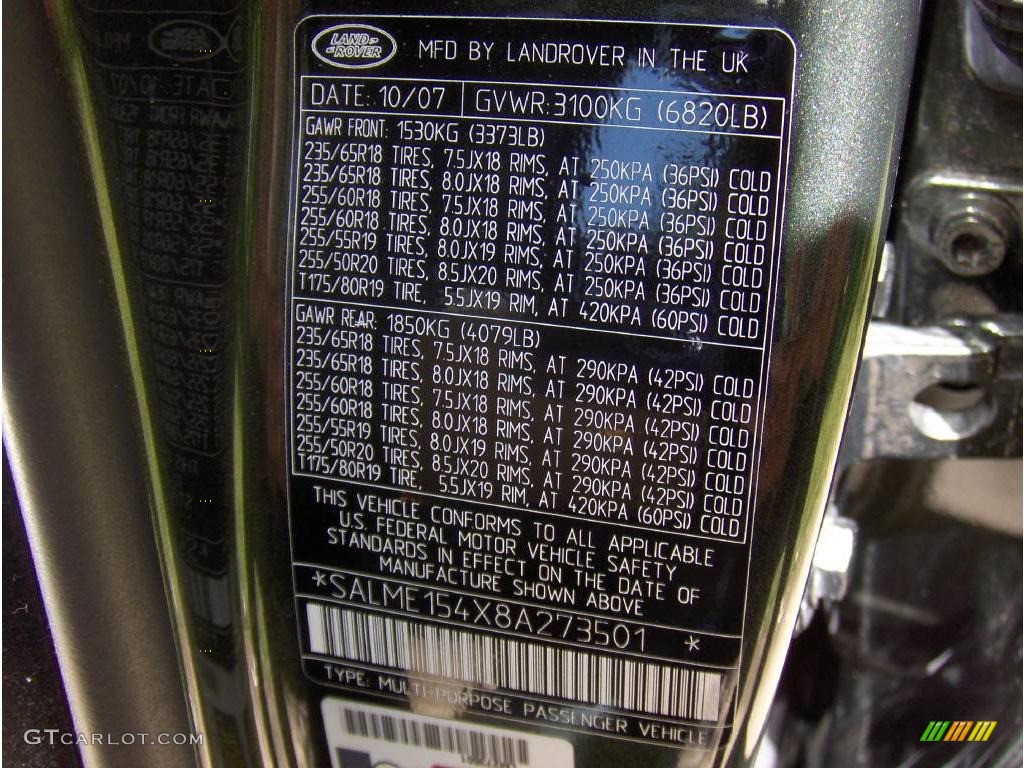 LAND-
-ROVER
MFD BY LANDROVER IN THE UK
DATE: 10/07 GVWR:3100KG (6820LB)
GAWR FRONT: 1530KG (3373LB)
235/65R18 TIRES, 7.5JX18 RIMS, AT 250KPA (36PSI) COLD
235/65R18 TIRES, 8.0JX18 RIMS, AT 250KPA (36PSI) COLD
255/60R18 TIRES, 7.5JX18 RIMS, AT 250KPA (36PSI) COLD
255/60R18 TIRES, 8.0JX18 RIMS, AT 250KPA (36PSI) COLD
255/55R19 TIRES, 8.0JX19 RIMS, AT 250KPA (36PSI) COLD
255/50R20 TIRES, 8.5JX20 RIMS, AT 250KPA (36PSI) COLD
T175/80R19 TIRE, 5.5JX19 RIM, AT 420KPA (60PSI) COLD
GAWR REAR: 1850KG (4079LB)
235/65R18 TIRES, 7.5JX18 RIMS, AT 290KPA (42PSI) COLD
235/65R18 TIRES, 8.0JX18 RIMS, AT 290KPA (42PSI) COLD
255/60R18 TIRES, 7.5JX18 RIMS, AT 290KPA (42PSI) COLD
255/60R18 TIRES, 8.0JX18 RIMS, AT 290KPA (42PSI) COLD
255/55R19 TIRES, 8.0JX19 RIMS, AT 290KPA (42PSI) COLD
255/50R20 TIRES, 8.5JX20 RIMS, AT 290KPA (42PSI) COLD
T175/80R19 TIRE, 5.5JX19 RIM, AT 420KPA (60PSI) COLD
THIS VEHICLE CONFORMS TO ALL APPLICABLE
U.S. FEDERAL MOTOR VEHICLE SAFETY
STANDARDS IN EFFECT ON THE DATE OF
MANUFACTURE SHOWN ABOVE
*SALME154X8A273501 *
TYPE: MULTI-PURPOSE PASSENGER VEHICLE
GTCARLOT.COM